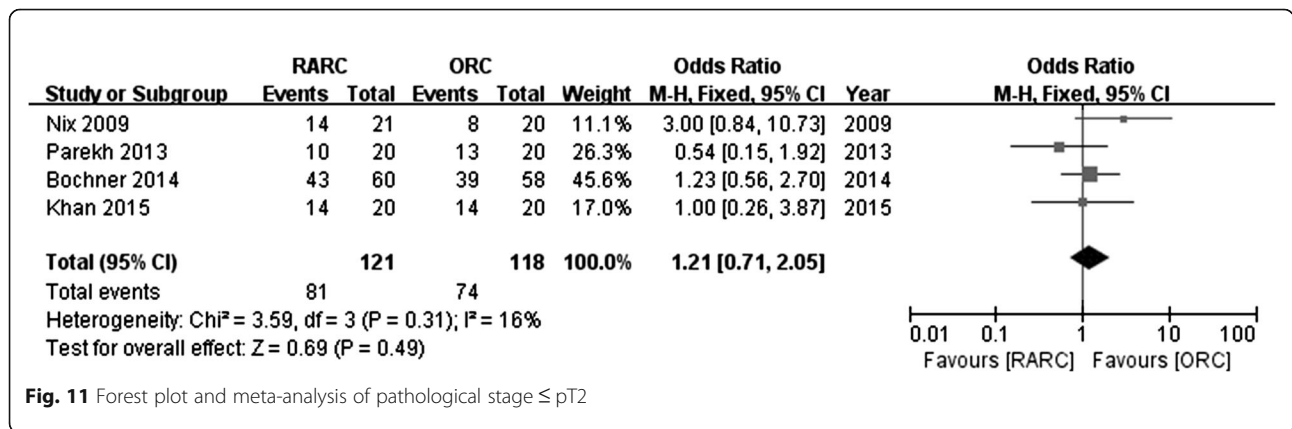 RARC ORC Odds Ratio Odds Ratio
Study or Subgroup Events Total Events Total Weight M-H, Fixed, 95% CI Year M-H, Fixed, 95% CI
Nix 2009 14 21 8 20 11.1% 3.00 [0.84, 10.73] 2009
Parekh 2013 10 20 13 20 26.3% 0.54 [0.15, 1.92] 2013
Bochner 2014 43 60 39 58 45.6% 1.23 [0.56, 2.70] 2014
Khan 2015 14 20 14 20 17.0% 1.00 [0.26, 3.87] 2015
Total (95% CI) 121 118 100.0% 1.21 [0.71, 2.05]
Total events 81 74
Heterogeneity: Chi² = 3.59, df = 3 (P = 0.31); I² = 16%
Test for overall effect: Z = 0.69 (P = 0.49)
0.01 0.1 1 10 100
Favours [RARC] Favours [ORC]
Fig. 11 Forest plot and meta-analysis of pathological stage ≤ pT2